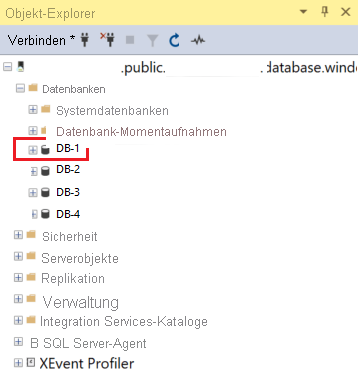 Objekt-Explorer
Verbinden
.public. .database.windo
Datenbanken
Systemdatenbanken
Datenbank-Momentaufnahmen
DB-1
DB-2
DB-3
DB-4
Sicherheit
Serverobjekte
Replikation
Verwaltung
Integration Services-Kataloge
B SQL Server-Agent
XEvent Profiler